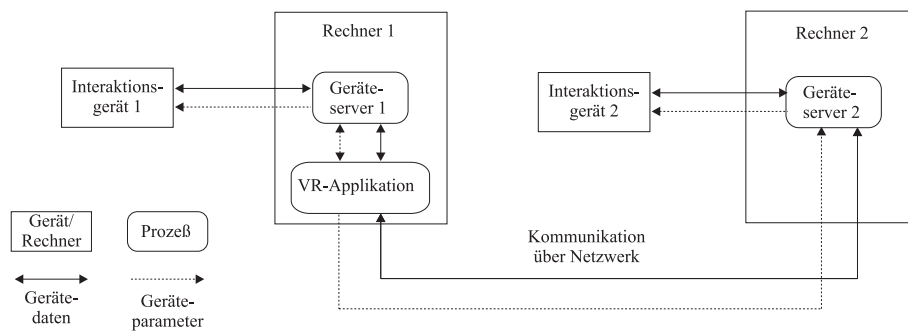 Rechner 1
Rechner 2
Interaktions-
gerät 1
Geräte-
server 1
Interaktions-
gerät 2
Geräte-
server 2
VR-Applikation
Gerät/
Rechner
Prozeß
Kommunikation
über Netzwerk
Geräte-
daten
Geräte-
parameter